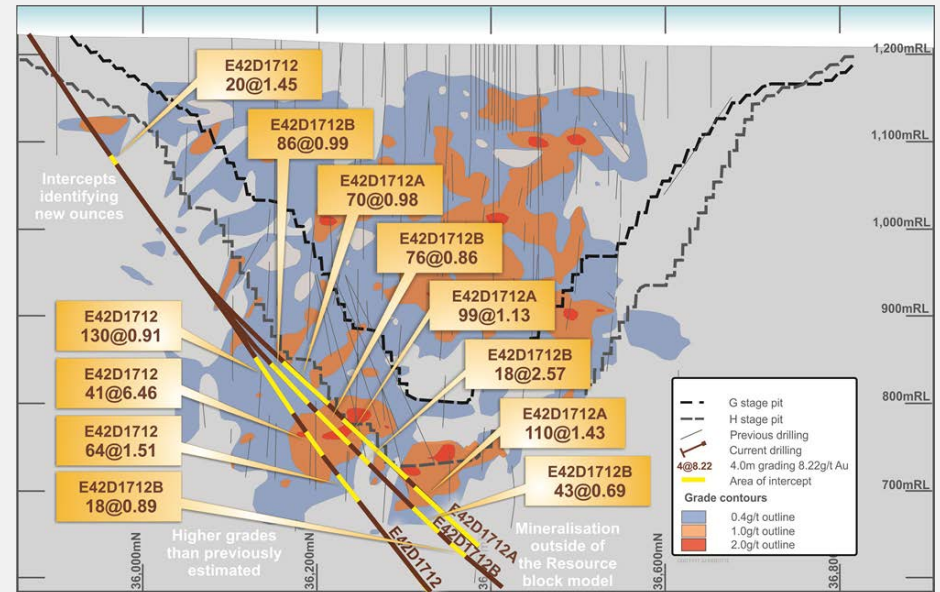 E42D1712
20@1.45
E42D1712B
86@0.99
E42D1712A
70@0.98
E42D1712B
76@0.86
E42D1712A
99@1.13
E42D1712B
18@2.57
E42D1712A
110@1.43
E42D1712B
43@0.69
E42D1712
130@0.91
E42D1712
41@6.46
E42D1712
64@1.51
E42D1712B
18@0.89
Intercepts
identifying
new ounces
Higher grades
than previously
estimated
Mineralisation
outside of
the Resource
block model
E42D1712
E42D1712B
E42D1712A
1,200mRL
1,100mRL
1,000mRL
900mRL
800mRL
700mRL
36,000mN
36,200mN
36,600mN
36,800
G stage pit
H stage pit
Previous drilling
Current drilling
4@8.22 4.0m grading 8.22g/t Au
Area of intercept
Grade contours
0.4g/t outline
1.0g/t outline
2.0g/t outline